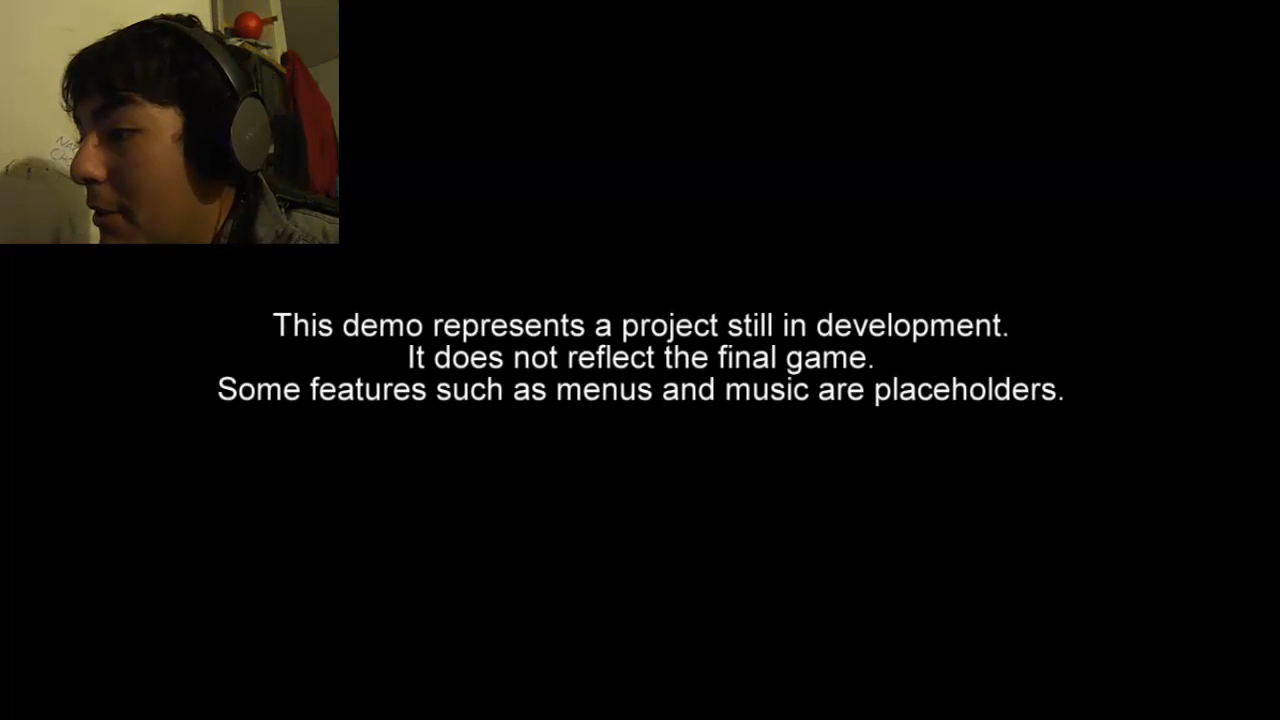 This demo represents a project still in development.
It does not reflect the final game.
Some features such as menus and music are placeholders.